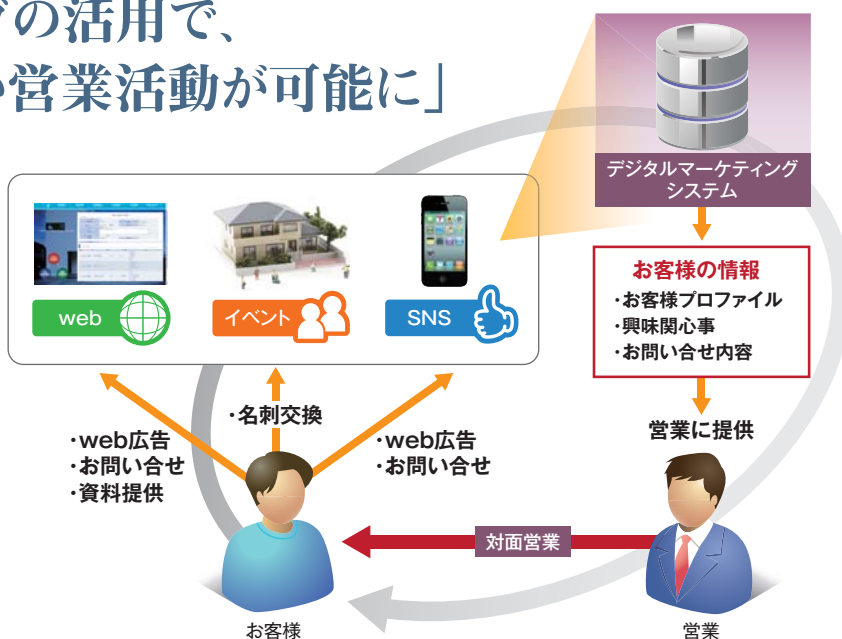 の活用で、
営業活動が可能に」
デジタルマーケティング
システム
web
イベント
SNS
お客様の情報
・お客様プロファイル
・興味関心事
・お問い合せ内容
・名刺交換
・web広告
・お問い合せ
・資料提供
・web広告
・お問い合せ
営業に提供
対面営業
お客様
営業